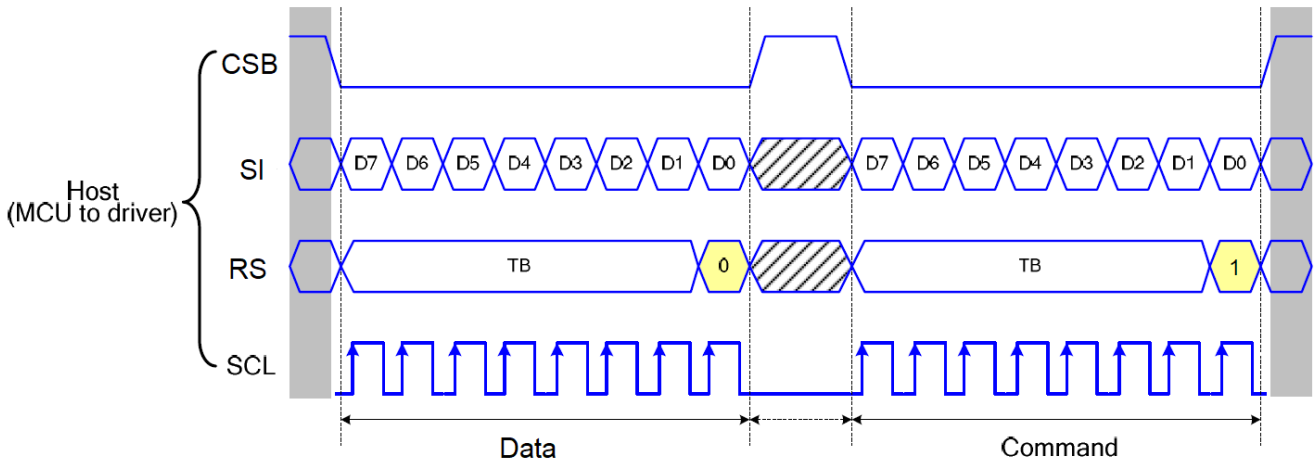 CSB
SI
D7 D6 D5 D4 D3 D2 D1 D0 D7 D6 D5 D4 D3 D2 D1 D0
Host
(MCU to driver)
RS
TB 0 TB 1
SCL
Data Command